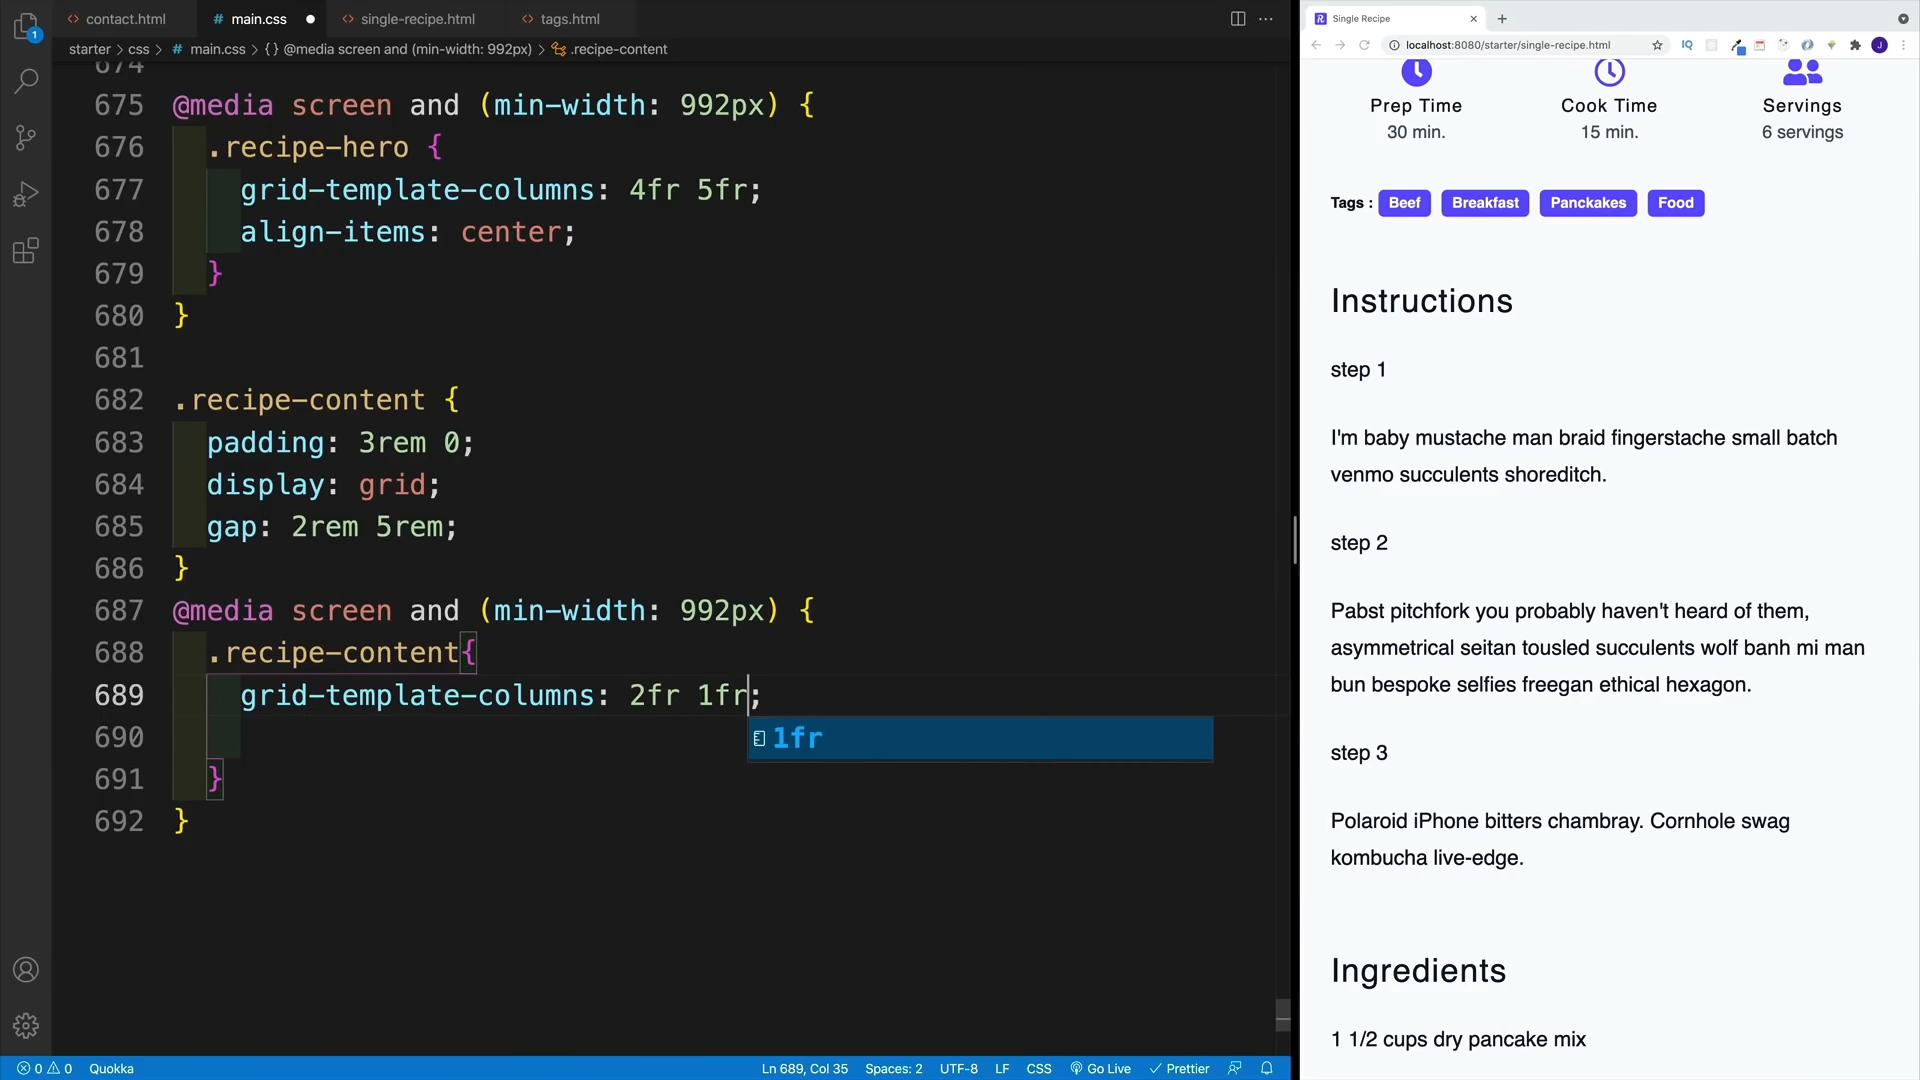 contact.html
main.css
single-recipe.html
tags.html
starter > css > # main.css > { } @media screen and (min-width: 992px) > .recipe-content
674
675 @media screen and (min-width: 992px) {
676 .recipe-hero {
677 grid-template-columns: 4fr 5fr;
678 align-items: center;
679 }
680 }
681
682 .recipe-content {
683 padding: 3rem 0;
684 display: grid;
685 gap: 2rem 5rem;
686 }
687 @media screen and (min-width: 992px) {
688 .recipe-content{
689 grid-template-columns: 2fr 1fr;
690
1fr
691 }
692 }
1
0 0 Quokka
Ln 689, Col 35 Spaces: 2 UTF-8 LF CSS Go Live Prettier
Single Recipe
localhost:8080/starter/single-recipe.html
IQ
J
Prep Time
30 min.
Cook Time
15 min.
Servings
6 servings
Tags : Beef Breakfast Panckakes Food
Instructions
step 1
I'm baby mustache man braid fingerstache small batch
venmo succulents shoreditch.
step 2
Pabst pitchfork you probably haven't heard of them,
asymmetrical seitan tousled succulents wolf banh mi man
bun bespoke selfies freegan ethical hexagon.
step 3
Polaroid iPhone bitters chambray. Cornhole swag
kombucha live-edge.
Ingredients
1 1/2 cups dry pancake mix